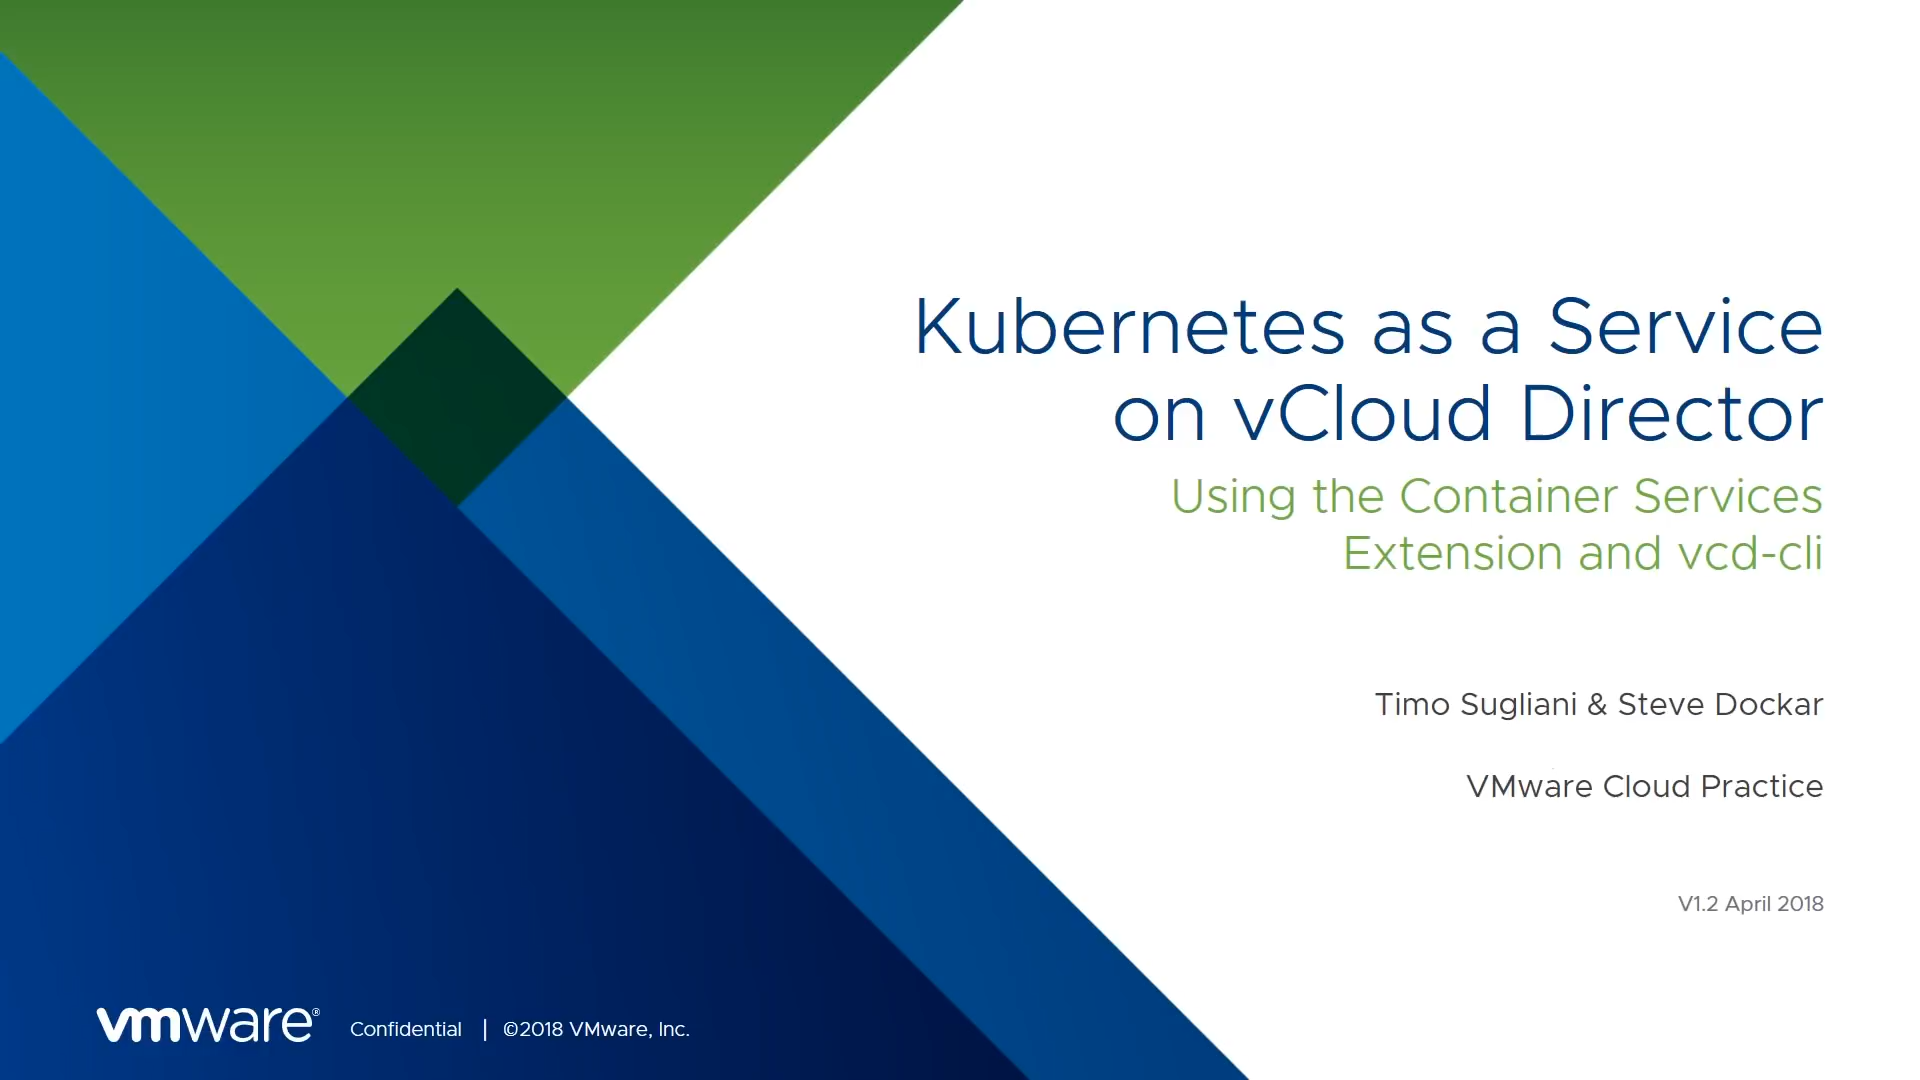 Kubernetes as a Service
on vCloud Director
Using the Container Services
Extension and vcd-cli
Timo Sugliani & Steve Dockar
VMware Cloud Practice
V1.2 April 2018
vmware® Confidential | ©2018 VMware, Inc.